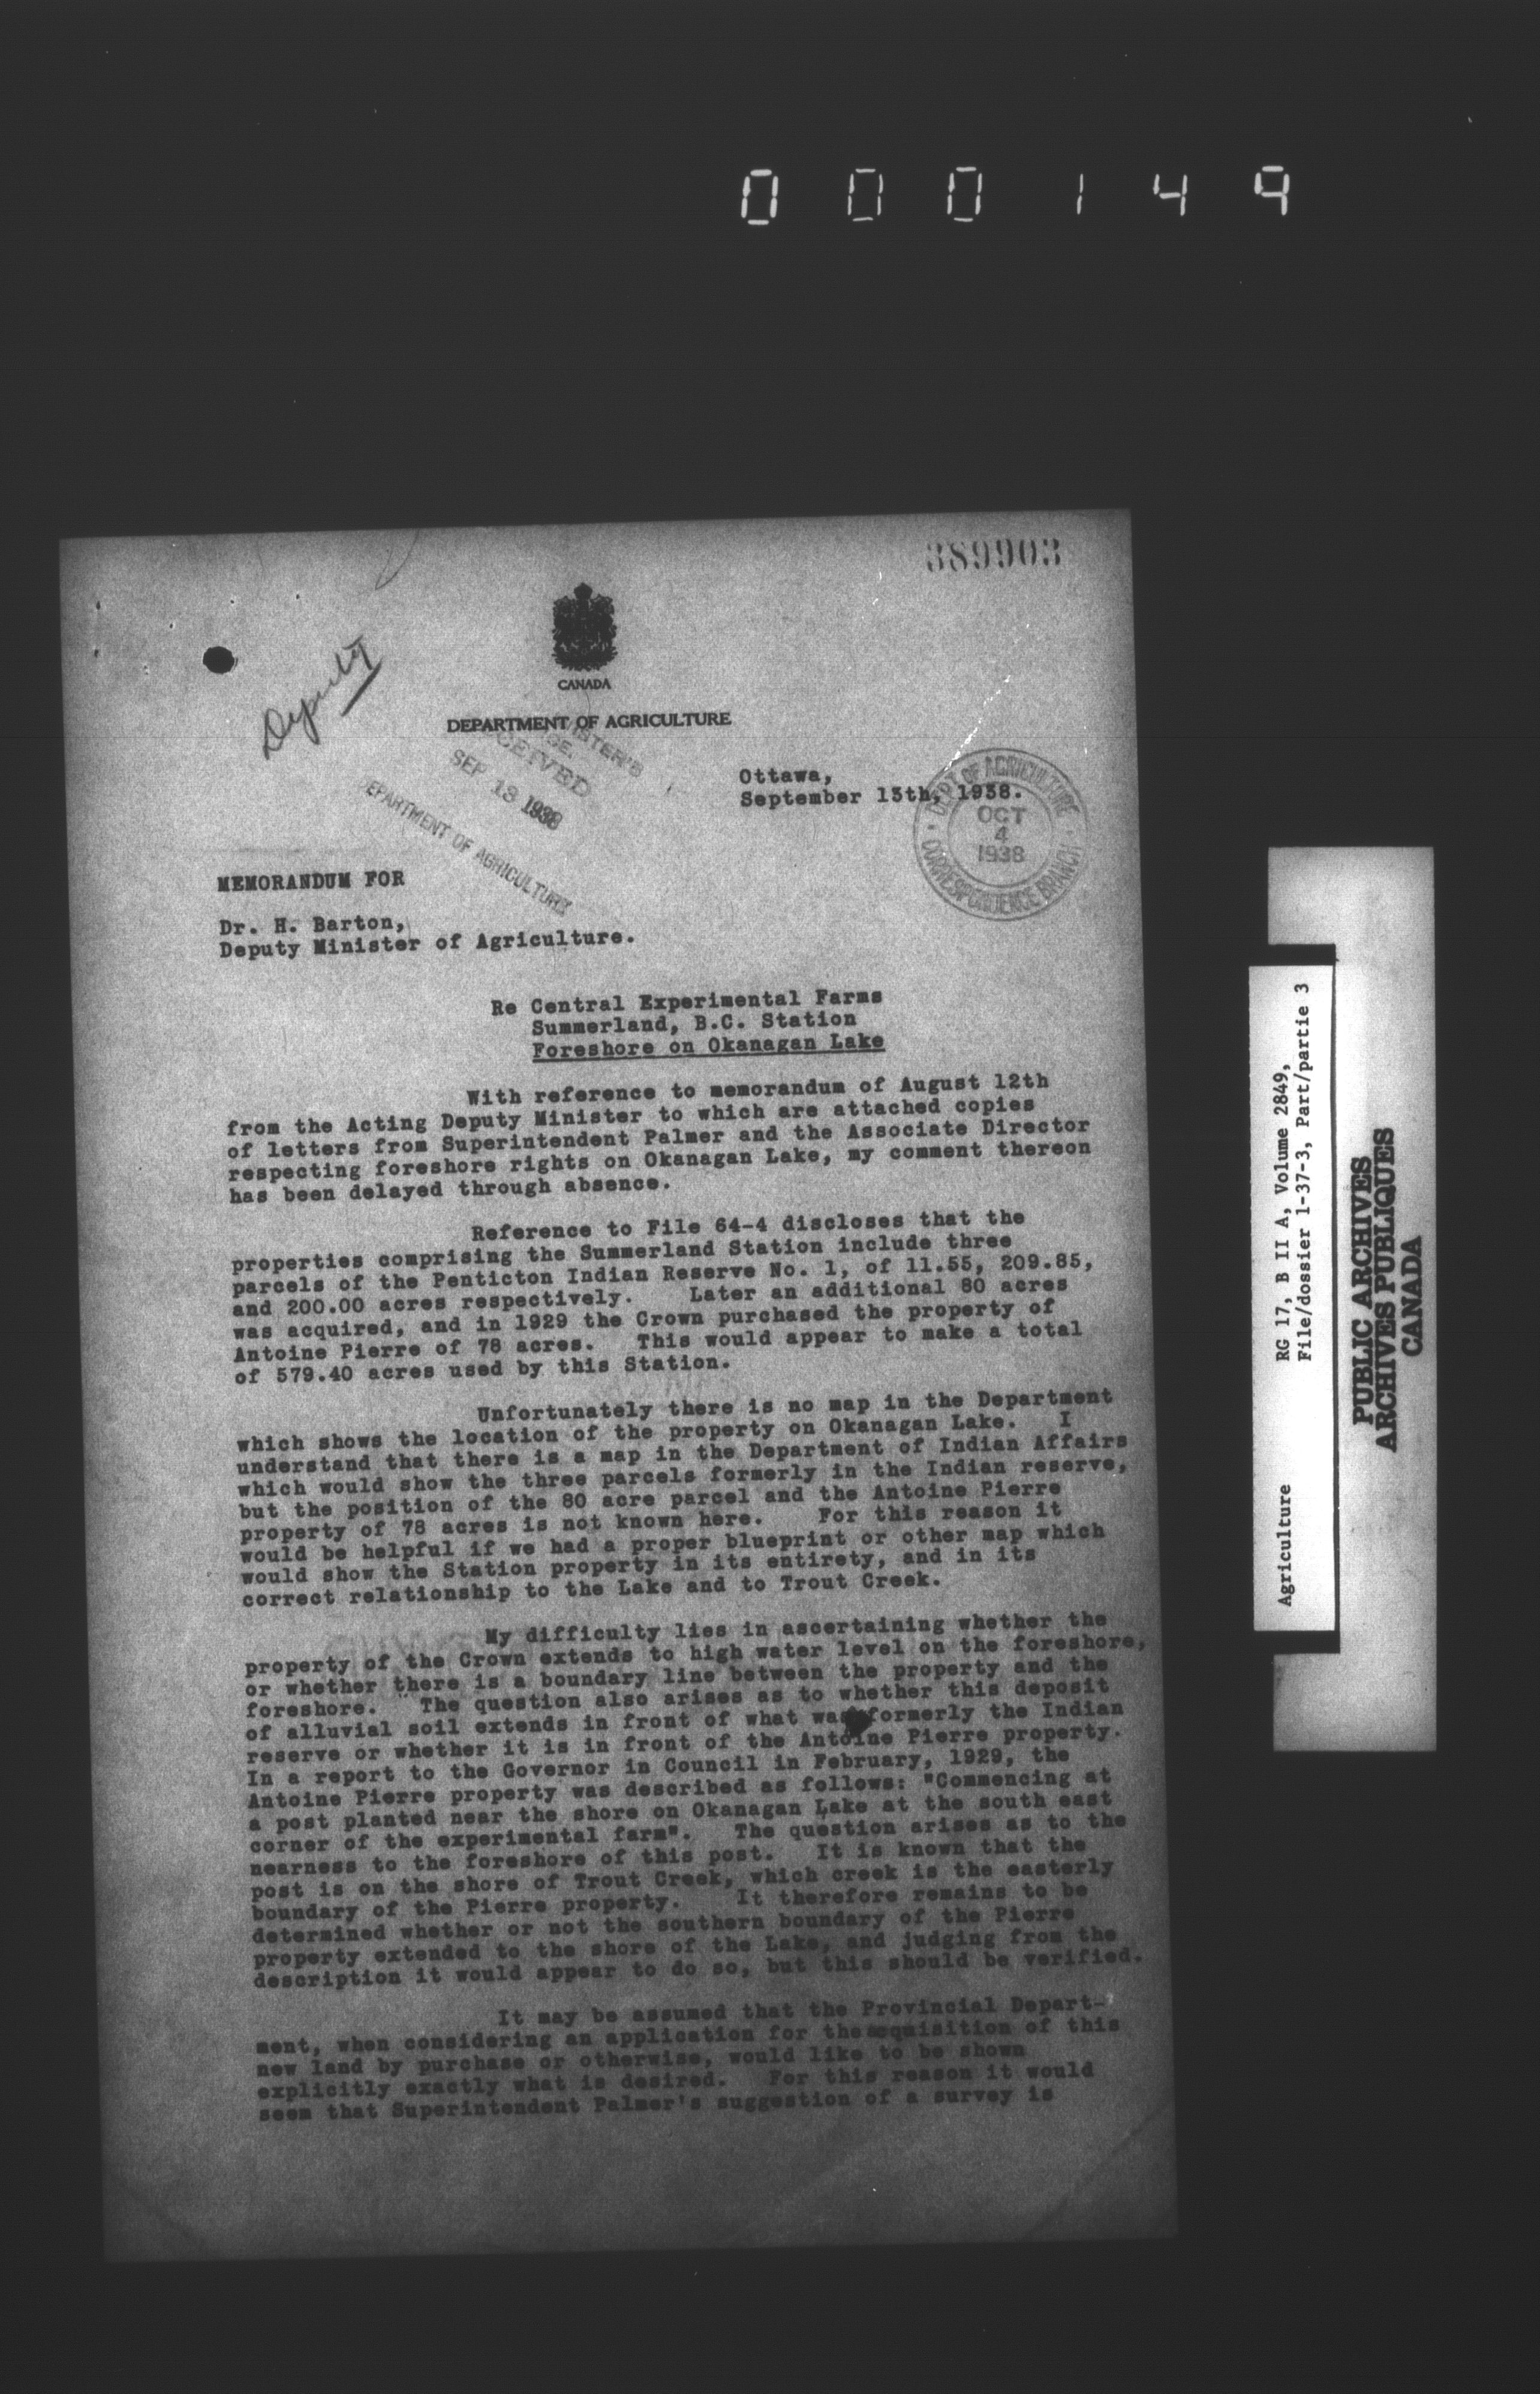 000149
389903
Deputy
CANADA
DEPARTMENT OF AGRICULTURE
SEP 13 1938
DEPARTMENT OF AGRICULTURE
Ottawa,
September 13th, 1938.
DEPT. OF AGRICULTURE
OCT
4
1938
CORRESPONDENCE BRANCH
MEMORANDUM FOR
Dr. H. Barton,
Deputy Minister of Agriculture.
Re Central Experimental Farms
Summerland, B.C. Station
Foreshore on Okanagan Lake
With reference to memorandum of August 12th
from the Acting Deputy Minister to which are attached copies
of letters from Superintendent Palmer and the Associate Director
respecting foreshore rights on Okanagan Lake, my comment thereon
has been delayed through absence.
Reference to File 64-4 discloses that the
properties comprising the Summerland Station include three
parcels of the Penticton Indian Reserve No. 1, of 11.55, 209.85,
and 200.00 acres respectively. Later an additional 80 acres
was acquired, and in 1929 the Crown purchased the property of
Antoine Pierre of 78 acres. This would appear to make a total
of 579.40 acres used by this Station.
Unfortunately there is no map in the Department
which shows the location of the property on Okanagan Lake. I
understand that there is a map in the Department of Indian Affairs
which would show the three parcels formerly in the Indian reserve,
but the position of the 80 acre parcel and the Antoine Pierre
property of 78 acres is not known here. For this reason it
would be helpful if we had a proper blueprint or other map which
would show the Station property in its entirety, and in its
correct relationship to the Lake and to Trout Creek.
My difficulty lies in ascertaining whether the
property of the Crown extends to high water level on the foreshore,
or whether there is a boundary line between the property and the
foreshore. The question also arises as to whether this deposit
of alluvial soil extends in front of what was formerly the Indian
reserve or whether it is in front of the Antoine Pierre property.
In a report to the Governor in Council in February, 1929, the
Antoine Pierre property was described as follows: "Commencing at
a post planted near the shore on Okanagan Lake at the south east
corner of the experimental farm". The question arises as to the
nearness to the foreshore of this post. It is known that the
post is on the shore of Trout Creek, which creek is the easterly
boundary of the Pierre property. It therefore remains to be
determined whether or not the southern boundary of the Pierre
property extended to the shore of the Lake, and judging from the
description it would appear to do so, but this should be verified.
It may be assumed that the Provincial Depart-
ment, when considering an application for the acquisition of this
new land by purchase or otherwise, would like to be shown
explicitly exactly what is desired. For this reason it would
seem that Superintendent Palmer's suggestion of a survey is
Agriculture RG 17, B II A, Volume 2849,
File/dossier 1-37-3, Part/partie 3
PUBLIC ARCHIVES
ARCHIVES PUBLIQUES
CANADA